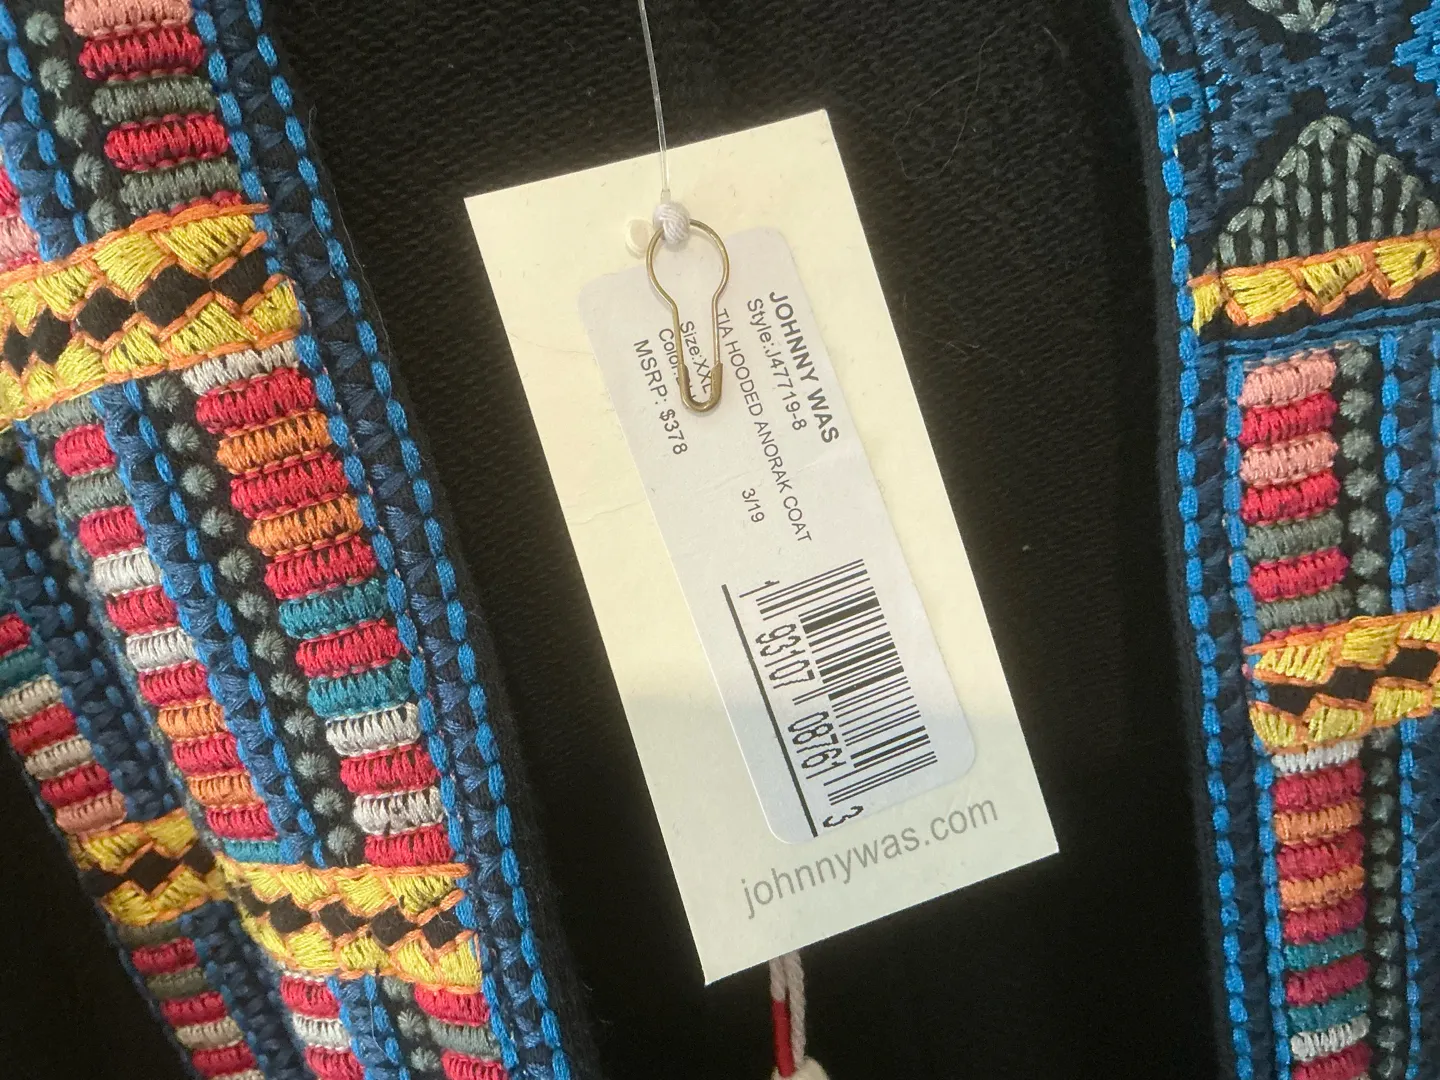 JOHNNY WAS
Style:J47719-8
TIA HOODED ANORAK COAT
3/19
Size:XXL
Color:
MSRP: $378
1 93107 08761 3
johnnywas.com